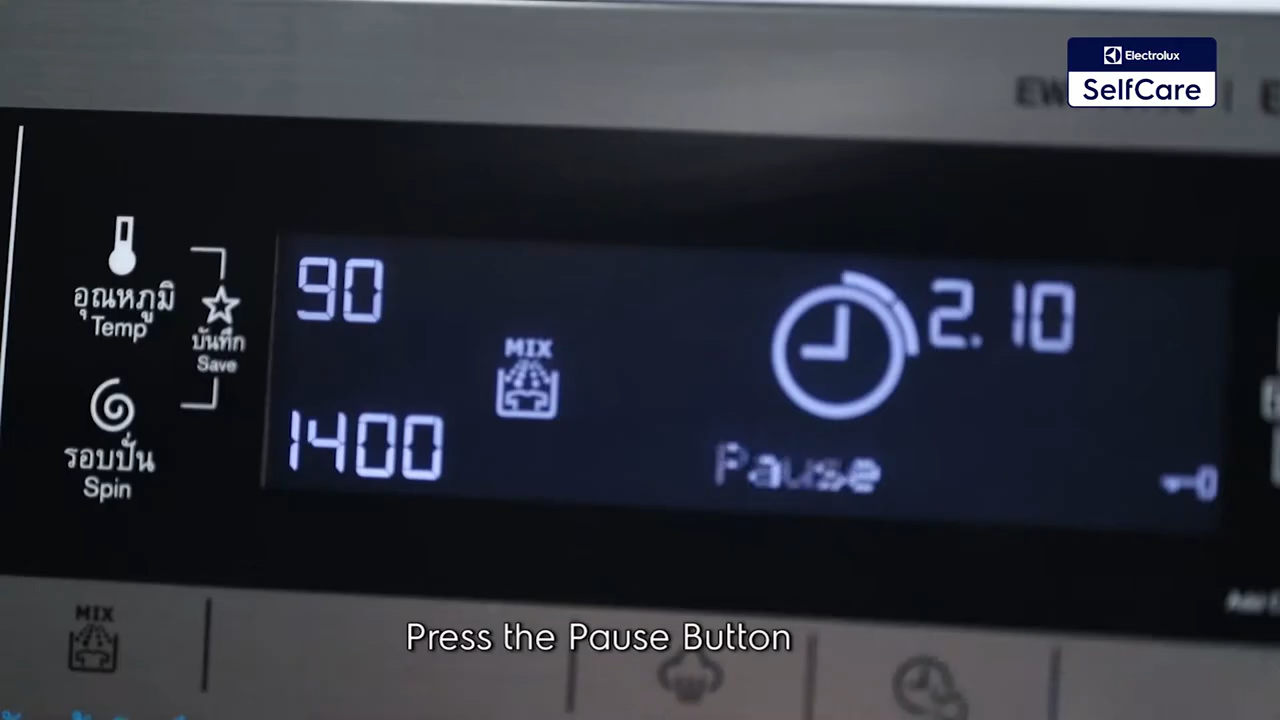 Electrolux
SelfCare
EW
90
2.10
อุณหภูมิ
Temp
บันทึก
Save
MIX
1400
Pause
รอบปั่น
Spin
MIX
Press the Pause Button